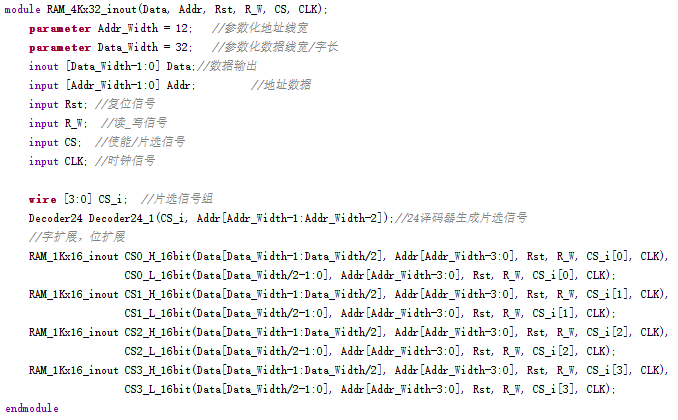 module RAM_4Kx32_inout(Data, Addr, Rst, R_W, CS, CLK);
parameter Addr_Width = 12; //参数化地址线宽
parameter Data_Width = 32; //参数化数据线宽/字长
inout [Data_Width-1:0] Data;//数据输出
input [Addr_Width-1:0] Addr; //地址数据
input Rst; //复位信号
input R_W; //读_写信号
input CS; //使能/片选信号
input CLK; //时钟信号
wire [3:0] CS_i; //片选信号组
Decoder24 Decoder24_1(CS_i, Addr[Addr_Width-1:Addr_Width-2]);//24译码器生成片选信号
//字扩展，位扩展
RAM_1Kx16_inout CS0_H_16bit(Data[Data_Width-1:Data_Width/2], Addr[Addr_Width-3:0], Rst, R_W, CS_i[0], CLK),
CS0_L_16bit(Data[Data_Width/2-1:0], Addr[Addr_Width-3:0], Rst, R_W, CS_i[0], CLK);
RAM_1Kx16_inout CS1_H_16bit(Data[Data_Width-1:Data_Width/2], Addr[Addr_Width-3:0], Rst, R_W, CS_i[1], CLK),
CS1_L_16bit(Data[Data_Width/2-1:0], Addr[Addr_Width-3:0], Rst, R_W, CS_i[1], CLK);
RAM_1Kx16_inout CS2_H_16bit(Data[Data_Width-1:Data_Width/2], Addr[Addr_Width-3:0], Rst, R_W, CS_i[2], CLK),
CS2_L_16bit(Data[Data_Width/2-1:0], Addr[Addr_Width-3:0], Rst, R_W, CS_i[2], CLK);
RAM_1Kx16_inout CS3_H_16bit(Data[Data_Width-1:Data_Width/2], Addr[Addr_Width-3:0], Rst, R_W, CS_i[3], CLK),
CS3_L_16bit(Data[Data_Width/2-1:0], Addr[Addr_Width-3:0], Rst, R_W, CS_i[3], CLK);
endmodule